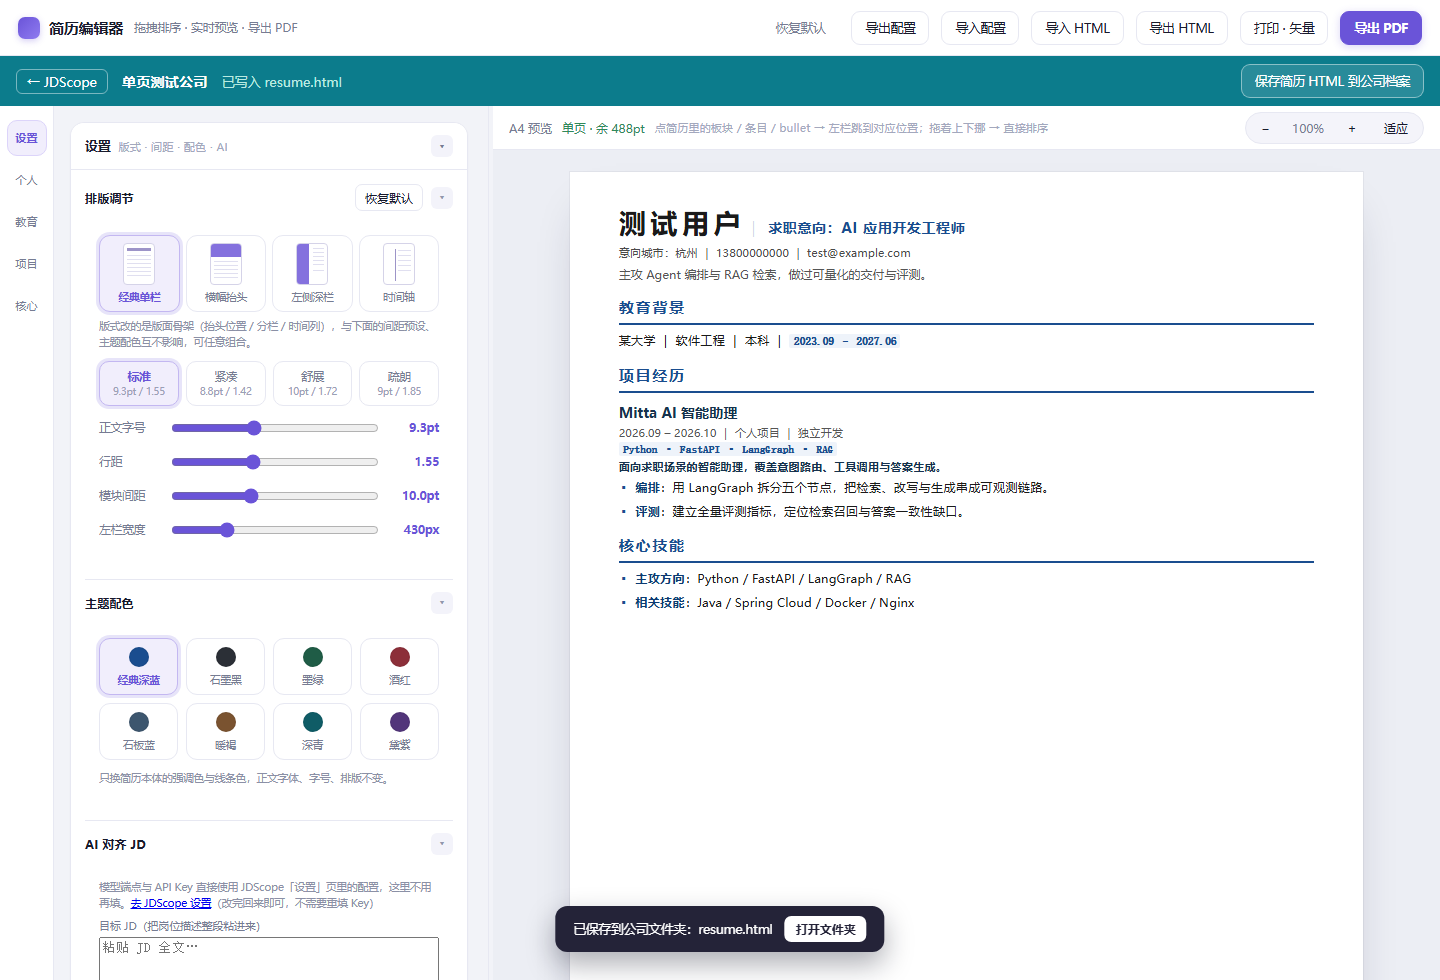 简历编辑器 拖拽排序 · 实时预览 · 导出 PDF 恢复默认 导出配置 导入配置 导入 HTML 导出 HTML 打印 · 矢量 导出 PDF
← JDScope 单页测试公司 已写入 resume.html 保存简历 HTML 到公司档案
设置
个人
教育
项目
核心
设置 版式 · 间距 · 配色 · AI
排版调节 恢复默认
经典单栏 横幅抬头 左侧深栏 时间轴
版式改的是版面骨架（抬头位置 / 分栏 / 时间列），与下面的间距预设、
主题配色互不影响，可任意组合。
标准 紧凑 舒展 疏朗
9.3pt / 1.55 8.8pt / 1.42 10pt / 1.72 9pt / 1.85
正文字号 9.3pt
行距 1.55
模块间距 10.0pt
左栏宽度 430px
主题配色
经典深蓝 石墨黑 墨绿 酒红
石板蓝 暖褐 深青 黛紫
只换简历本体的强调色与线条色，正文字体、字号、排版不变。
AI 对齐 JD
模型端点与 API Key 直接使用 JDScope「设置」页里的配置，这里不用
再填。去 JDScope 设置（改完回来即可，不需要重填 Key）
目标 JD（把岗位描述整段粘进来）
粘贴 JD 全文…
A4 预览 单页 · 余 488pt 点简历里的板块 / 条目 / bullet → 左栏跳到对应位置；拖着上下挪 → 直接排序 − 100% + 适应
测试用户 求职意向：AI 应用开发工程师
意向城市：杭州 | 13800000000 | test@example.com
主攻 Agent 编排与 RAG 检索，做过可量化的交付与评测。
教育背景
某大学 | 软件工程 | 本科 | 2023.09 – 2027.06
项目经历
Mitta AI 智能助理
2026.09 – 2026.10 | 个人项目 | 独立开发
Python · FastAPI · LangGraph · RAG
面向求职场景的智能助理，覆盖意图路由、工具调用与答案生成。
• 编排：用 LangGraph 拆分五个节点，把检索、改写与生成串成可观测链路。
• 评测：建立全量评测指标，定位检索召回与答案一致性缺口。
核心技能
• 主攻方向：Python / FastAPI / LangGraph / RAG
• 相关技能：Java / Spring Cloud / Docker / Nginx
已保存到公司文件夹：resume.html 打开文件夹